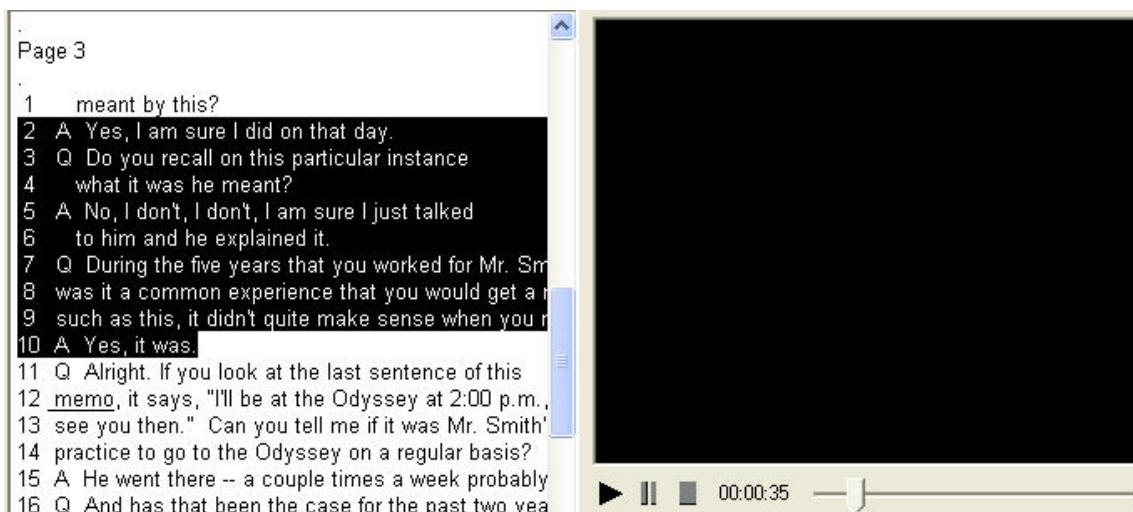 .
Page 3
.
1 meant by this?
2 A Yes, I am sure I did on that day.
3 Q Do you recall on this particular instance
4 what it was he meant?
5 A No, I don't, I don't, I am sure I just talked
6 to him and he explained it.
7 Q During the five years that you worked for Mr.
8 was it a common experience that you would get a
9 such as this, it didn't quite make sense when you
10 A Yes, it was.
11 Q Alright. If you look at the last sentence of this
12 memo, it says, "I'll be at the Odyssey at 2:00 p.m.,
13 see you then." Can you tell me if it was Mr. Smith'
14 practice to go to the Odyssey on a regular basis?
15 A He went there -- a couple times a week probably
16 Q And has that been the case for the past two
00:00:35